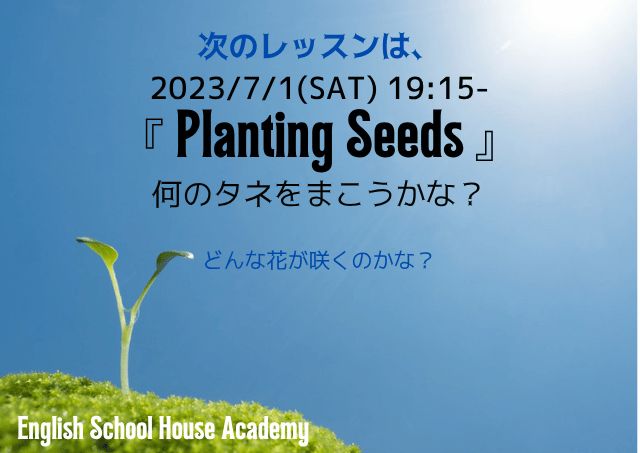 次のレッスンは、
2023/7/1(SAT) 19:15-
『 Planting Seeds 』
何のタネをまこうかな？
どんな花が咲くのかな？
English School House Academy